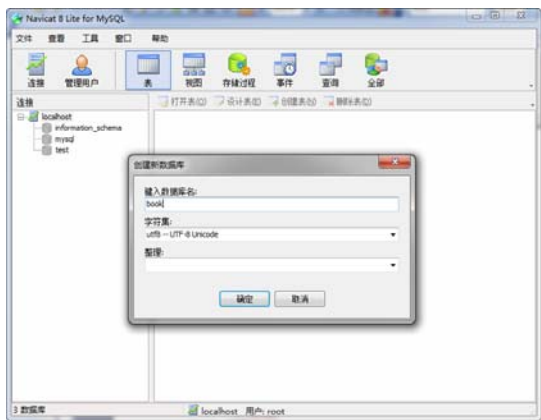 Navicat 8 Lite for MySQL
文件 查看 工具 窗口 帮助
连接 管理用户 表 视图 存储过程 事件 查询 全部
连接
打开表(O) 设计表(D) 创建表(N) 删除表(D)
localhost
information_schema
mysql
test
创建新数据库
键入数据库名:
book
字符集:
utf8 -- UTF-8 Unicode
整理:
确定 取消
3 数据库 localhost 用户: root